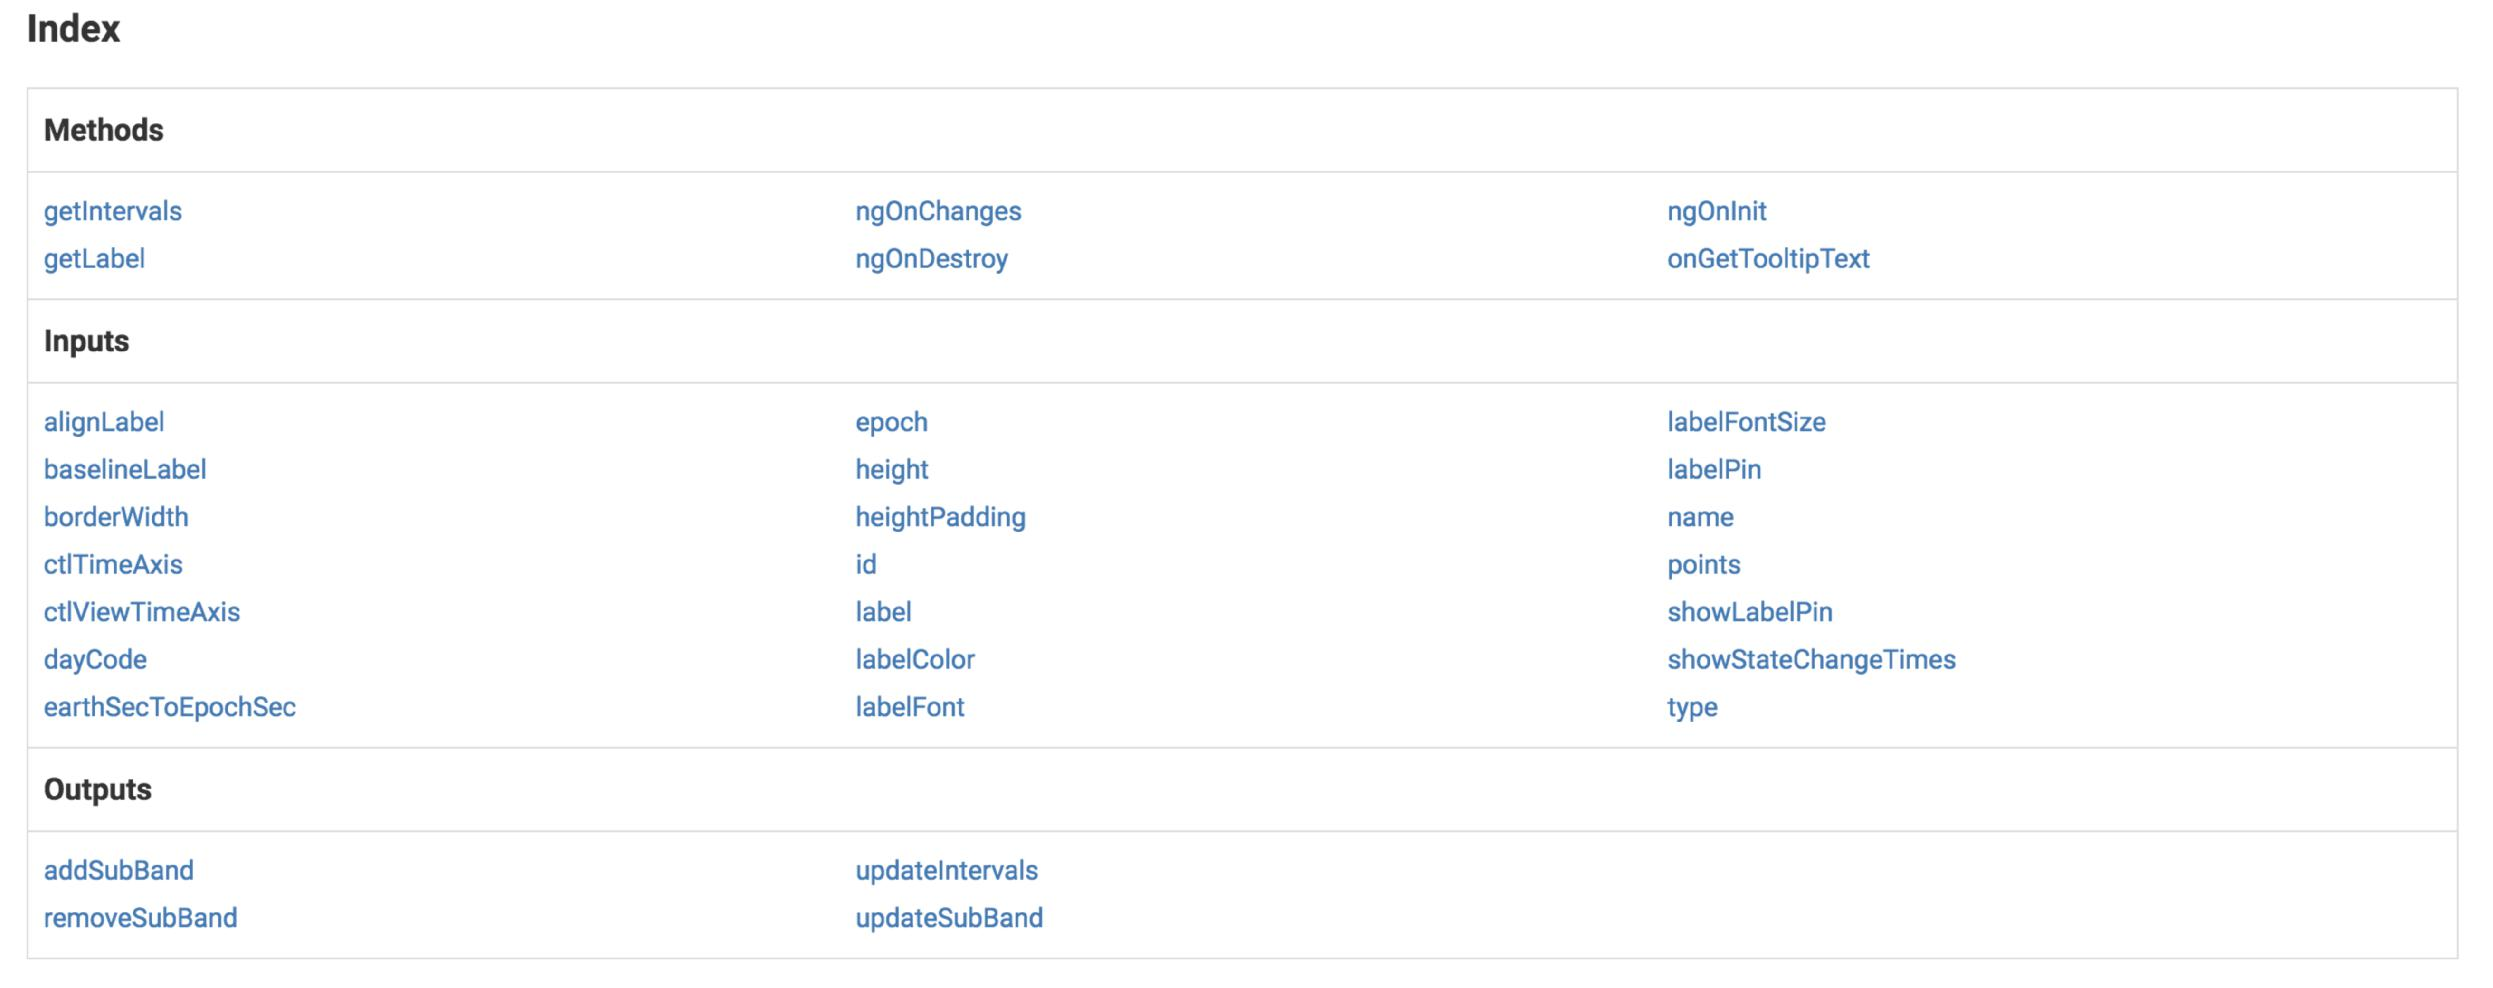 Index
Methods
getIntervals ngOnChanges ngOnInit
getLabel ngOnDestroy onGetTooltipText
Inputs
alignLabel epoch labelFontSize
baselineLabel height labelPin
borderWidth heightPadding name
ctlTimeAxis id points
ctlViewTimeAxis label showLabelPin
dayCode labelColor showStateChangeTimes
earthSecToEpochSec labelFont type
Outputs
addSubBand updateIntervals
removeSubBand updateSubBand